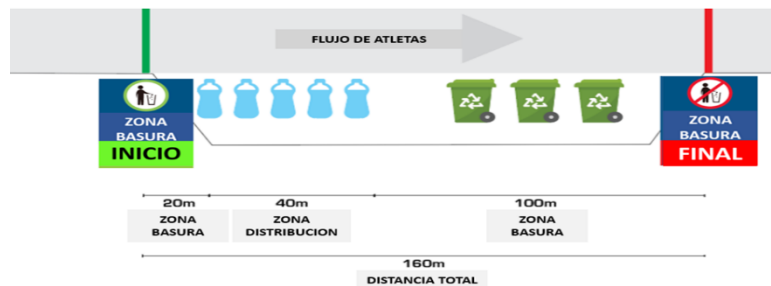 FLUJO DE ATLETAS
ZONA
BASURA
INICIO
ZONA
BASURA
FINAL
20m
40m
100m
ZONA
BASURA
ZONA
DISTRIBUCION
ZONA
BASURA
160m
DISTANCIA TOTAL